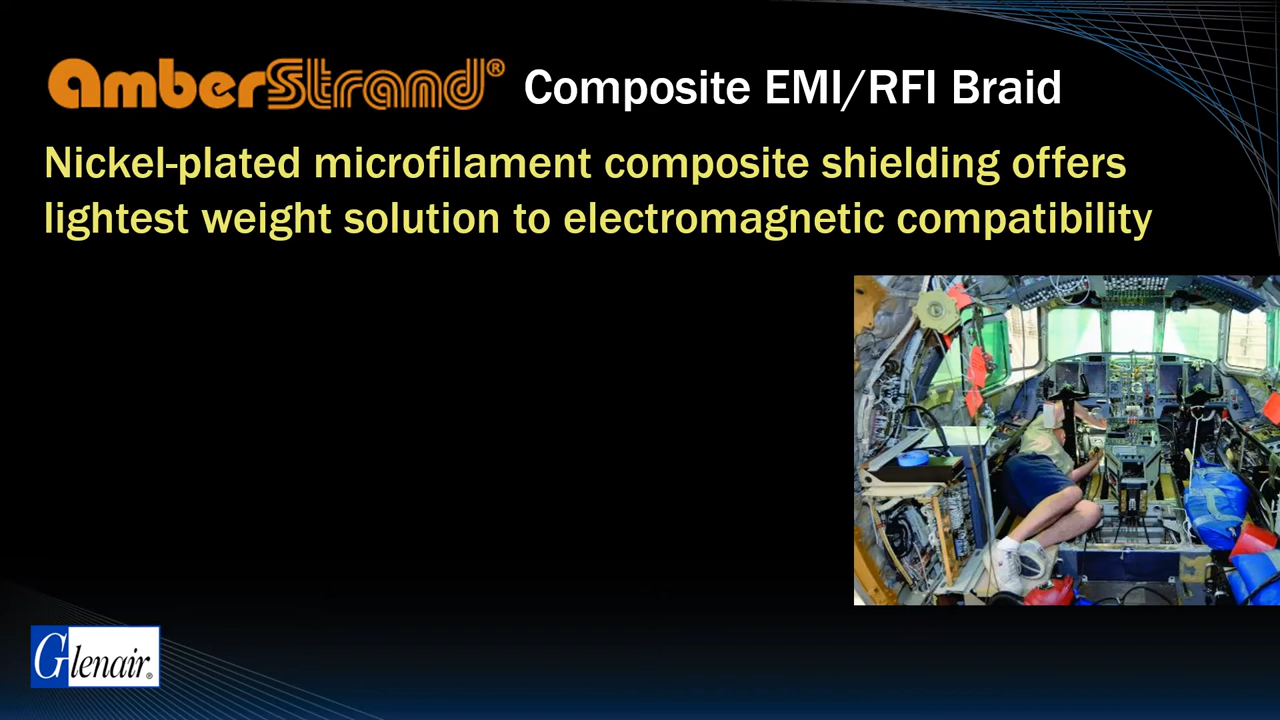 AmberStrand® Composite EMI/RFI Braid
Nickel-plated microfilament composite shielding offers
lightest weight solution to electromagnetic compatibility
Glenair®